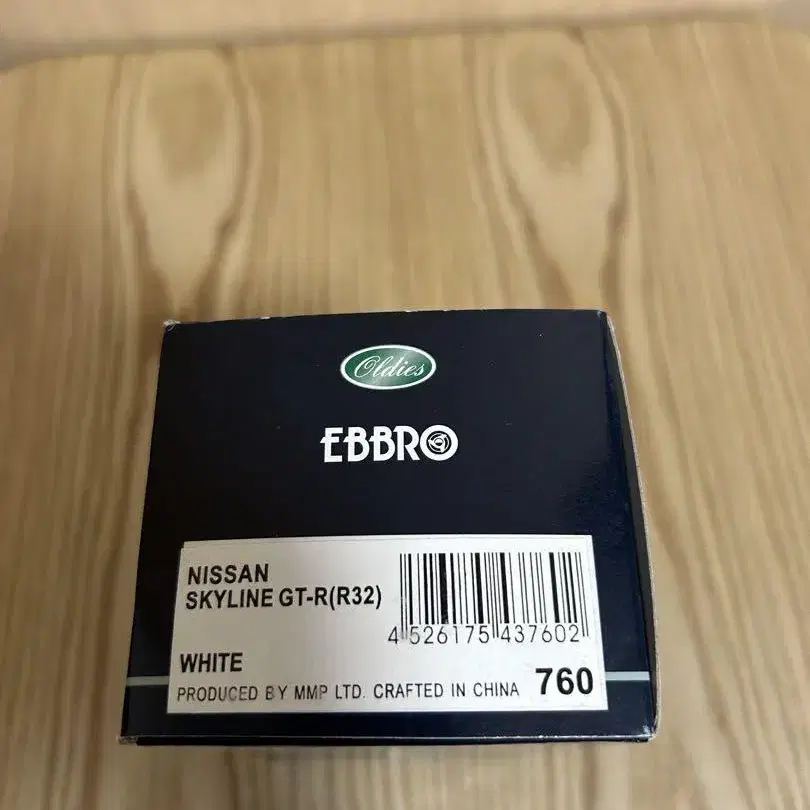 Oldies
EBBRO
NISSAN
SKYLINE GT-R(R32)
4 526175 437602
WHITE
PRODUCED BY MMP LTD. CRAFTED IN CHINA 760